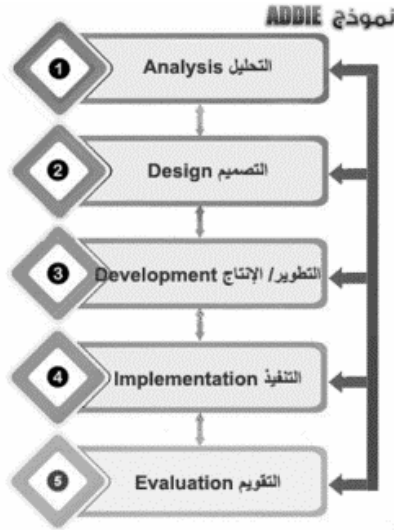 نموذج ADDIE
1
التحليل Analysis
2
التصميم Design
3
التطوير/ الإنتاج Development
4
التنفيذ Implementation
5
التقويم Evaluation